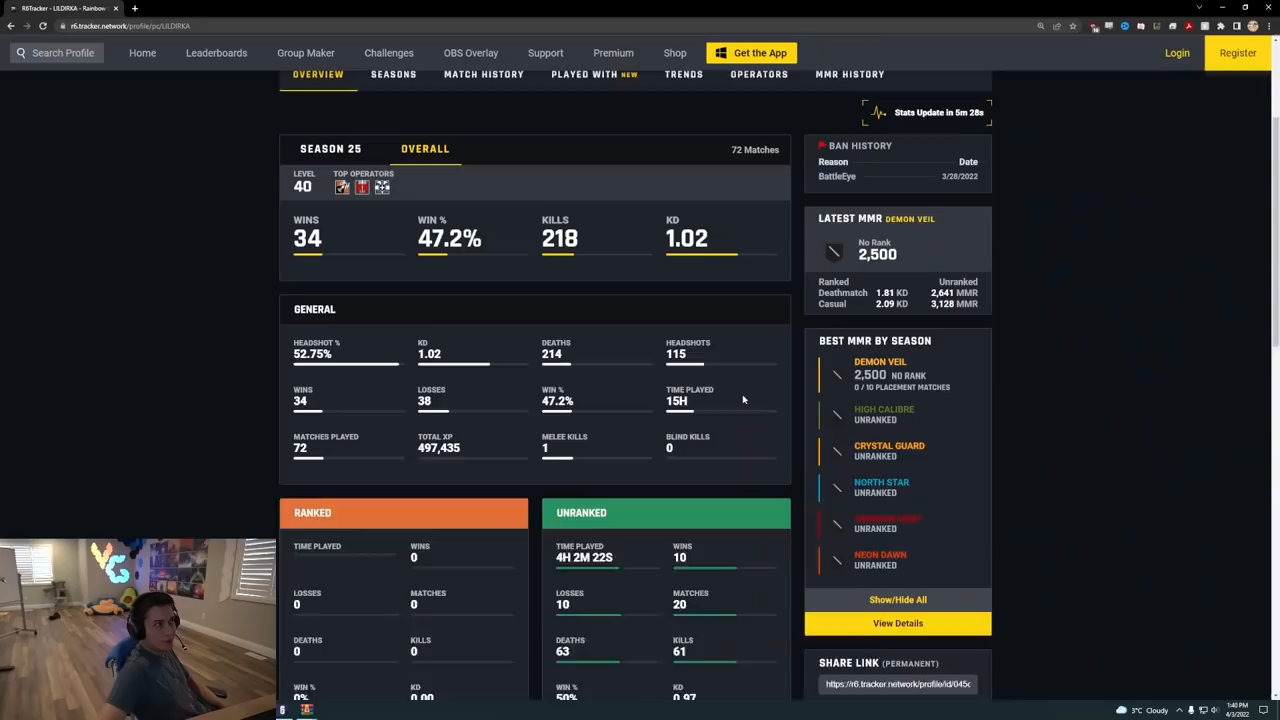 R6Tracker - LILDIRKA - Rainbow
r6.tracker.network/profile/pc/LILDIRKA
Search Profile
Home
Leaderboards
Group Maker
Challenges
OBS Overlay
Support
Premium
Shop
Get the App
Login
Register
OVERVIEW
SEASONS
MATCH HISTORY
PLAYED WITH NEW
TRENDS
OPERATORS
MMR HISTORY
Stats Update in 5m 28s
SEASON 25
OVERALL
72 Matches
LEVEL
40
TOP OPERATORS
WINS
34
WIN %
47.2%
KILLS
218
KD
1.02
GENERAL
HEADSHOT %
52.75%
KD
1.02
DEATHS
214
HEADSHOTS
115
WINS
34
LOSSES
38
WIN %
47.2%
TIME PLAYED
15H
MATCHES PLAYED
72
TOTAL XP
497,435
MELEE KILLS
1
BLIND KILLS
0
RANKED
TIME PLAYED
WINS
0
LOSSES
0
MATCHES
0
DEATHS
0
KILLS
0
WIN %
0%
KD
0.00
UNRANKED
TIME PLAYED
4H 2M 22S
WINS
10
LOSSES
10
MATCHES
20
DEATHS
63
KILLS
61
WIN %
50%
KD
0.97
BAN HISTORY
Reason Date
BattleEye 3/28/2022
LATEST MMR DEMON VEIL
No Rank
2,500
Ranked Unranked
Deathmatch 1.81 KD 2,641 MMR
Casual 2.09 KD 3,128 MMR
BEST MMR BY SEASON
DEMON VEIL
2,500 NO RANK
0 / 10 PLACEMENT MATCHES
HIGH CALIBRE
UNRANKED
CRYSTAL GUARD
UNRANKED
NORTH STAR
UNRANKED
UNRANKED
NEON DAWN
UNRANKED
Show/Hide All
View Details
SHARE LINK (PERMANENT)
https://r6.tracker.network/profile/id/045c
VG
3°C Cloudy
1:40 PM
4/3/2022